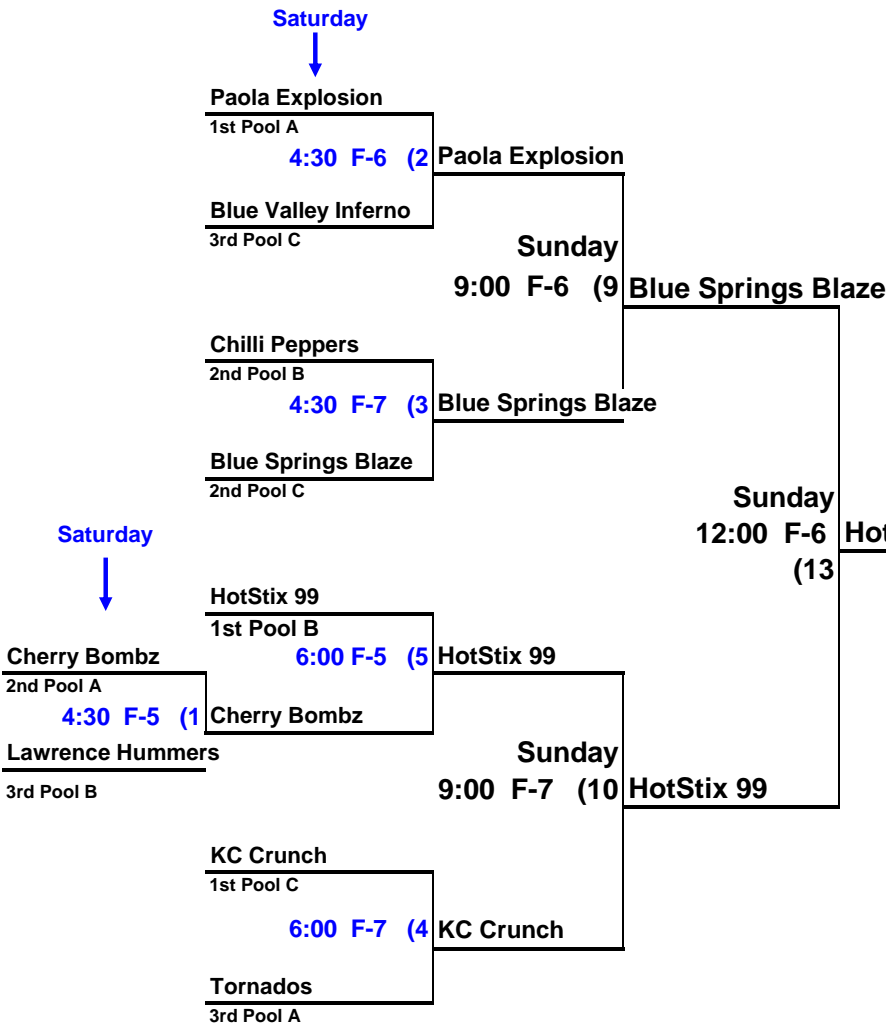 Saturday
Paola Explosion
1st Pool A
4:30 F-6 (2
Paola Explosion
Blue Valley Inferno
3rd Pool C
Sunday
9:00 F-6 (9
Blue Springs Blaze
Chilli Peppers
2nd Pool B
4:30 F-7 (3
Blue Springs Blaze
Blue Springs Blaze
2nd Pool C
Sunday
12:00 F-6
(13
Hot
Saturday
HotStix 99
1st Pool B
6:00 F-5 (5
HotStix 99
Cherry Bombz
2nd Pool A
4:30 F-5 (1
Cherry Bombz
Lawrence Hummers
3rd Pool B
Sunday
9:00 F-7 (10
HotStix 99
KC Crunch
1st Pool C
6:00 F-7 (4
KC Crunch
Tornados
3rd Pool A